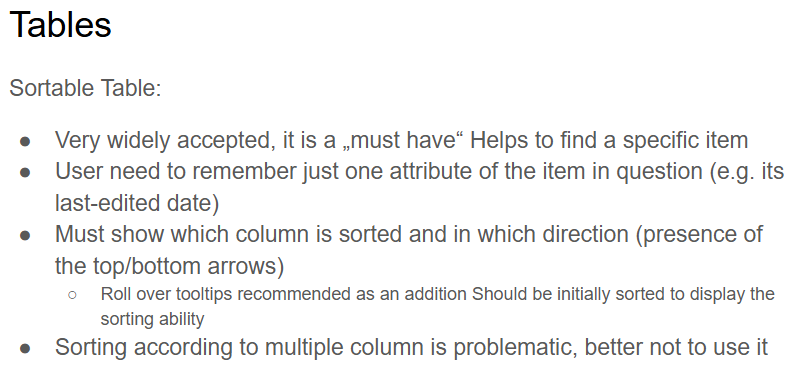 Tables
Sortable Table:
● Very widely accepted, it is a „must have“ Helps to find a specific item
● User need to remember just one attribute of the item in question (e.g. its
last-edited date)
● Must show which column is sorted and in which direction (presence of
the top/bottom arrows)
○ Roll over tooltips recommended as an addition Should be initially sorted to display the
sorting ability
● Sorting according to multiple column is problematic, better not to use it